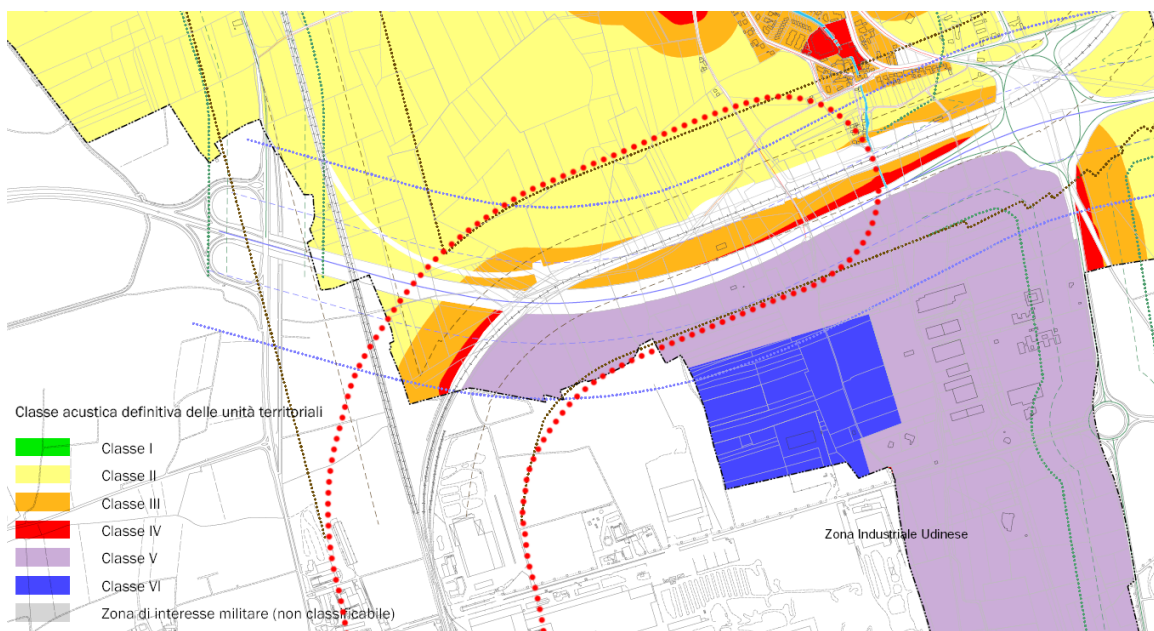 Classe acustica definitiva delle unità territoriali
Classe I
Classe II
Classe III
Classe IV
Classe V
Classe VI
Zona di interesse militare (non classificabile)
Zona Industriale Udinese